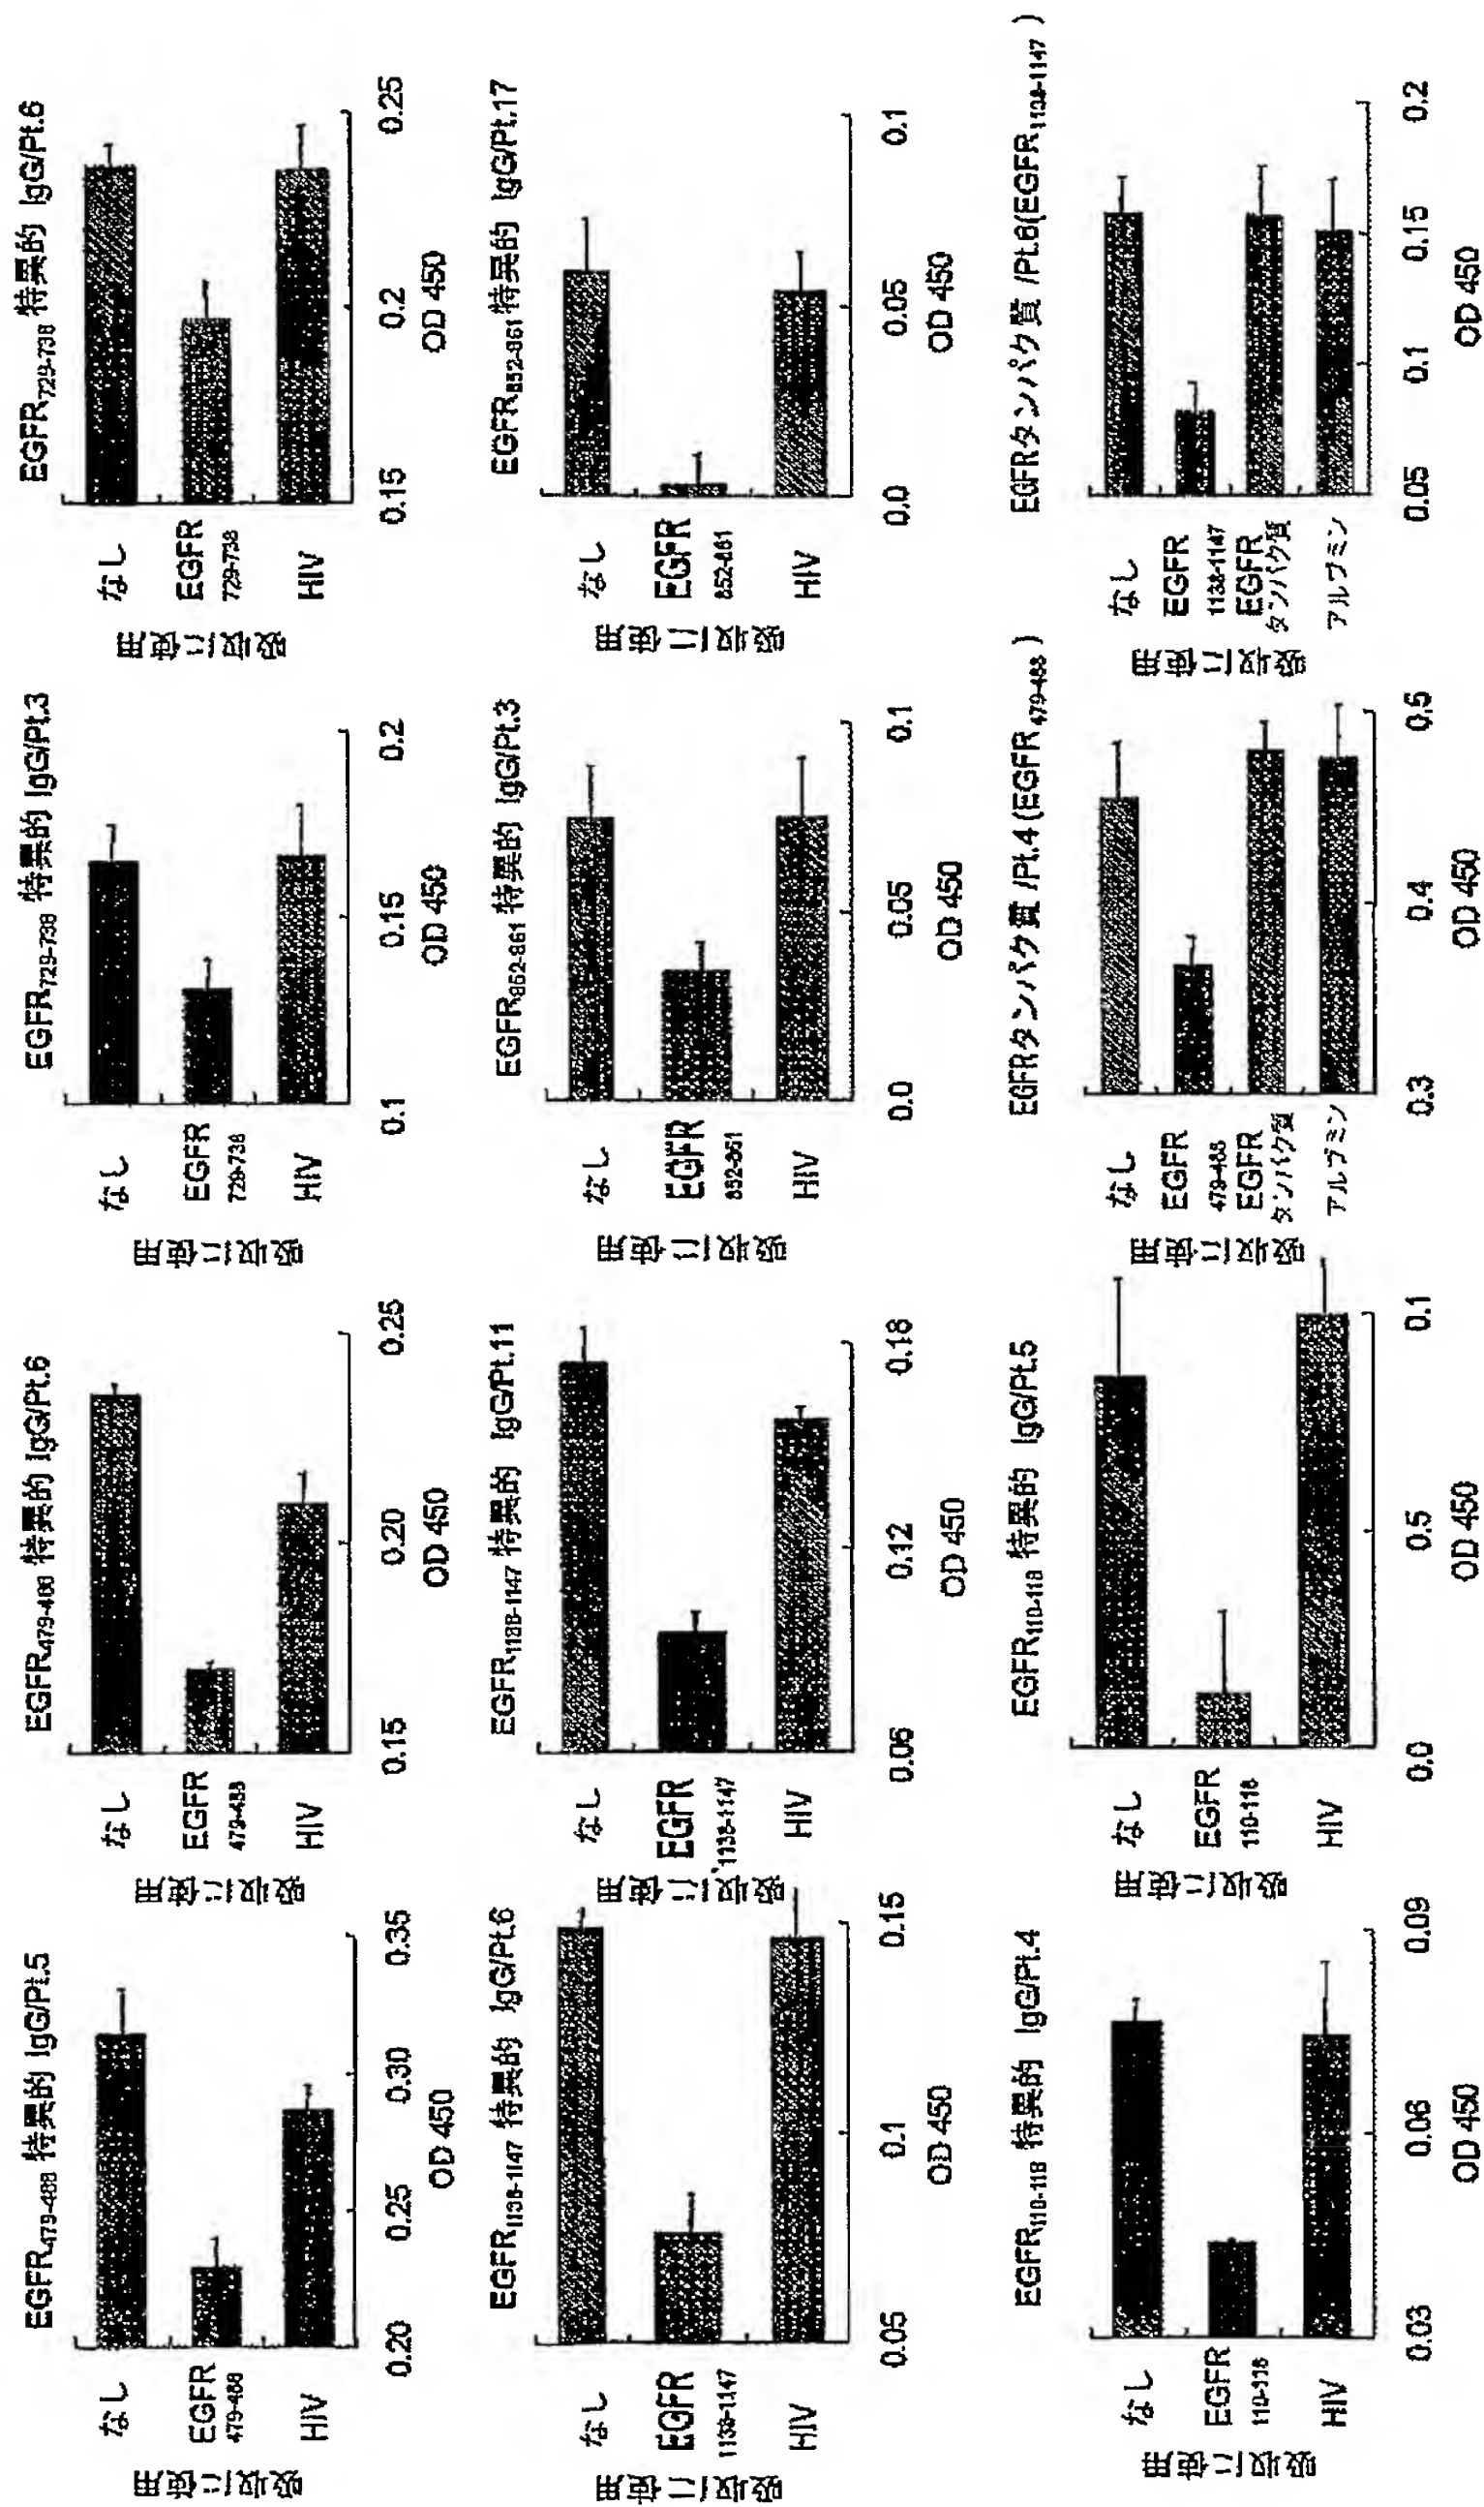 EGFR479-488 特異的 IgG/Pt.5
吸収に使用
なし
EGFR
479-488
HIV
0.20 0.25 0.30 0.35
OD 450
EGFR479-488 特異的 IgG/Pt.6
吸収に使用
なし
EGFR
479-488
HIV
0.15 0.20 0.25
OD 450
EGFR729-738 特異的 IgG/Pt.3
吸収に使用
なし
EGFR
729-738
HIV
0.1 0.15 0.2
OD 450
EGFR729-738 特異的 IgG/Pt.6
吸収に使用
なし
EGFR
729-738
HIV
0.15 0.2 0.25
OD 450
EGFR1138-1147 特異的 IgG/Pt.6
吸収に使用
なし
EGFR
1138-1147
HIV
0.05 0.1 0.15
OD 450
EGFR1138-1147 特異的 IgG/Pt.11
吸収に使用
なし
EGFR
1138-1147
HIV
0.06 0.12 0.18
OD 450
EGFR852-861 特異的 IgG/Pt.3
吸収に使用
なし
EGFR
852-861
HIV
0.0 0.05 0.1
OD 450
EGFR852-861 特異的 IgG/Pt.17
吸収に使用
なし
EGFR
852-861
HIV
0.0 0.05 0.1
OD 450
EGFR110-118 特異的 IgG/Pt.4
吸収に使用
なし
EGFR
110-118
HIV
0.03 0.06 0.09
OD 450
EGFR110-118 特異的 IgG/Pt.5
吸収に使用
なし
EGFR
110-118
HIV
0.0 0.5 0.1
OD 450
EGFRタンパク質 /Pt.4 (EGFR479-488)
吸収に使用
なし
EGFR
479-488
EGFR
タンパク質
アルブミン
0.3 0.4 0.5
OD 450
EGFRタンパク質 /Pt.6(EGFR1138-1147)
吸収に使用
なし
EGFR
1138-1147
EGFR
タンパク質
アルブミン
0.05 0.1 0.15 0.2
OD 450